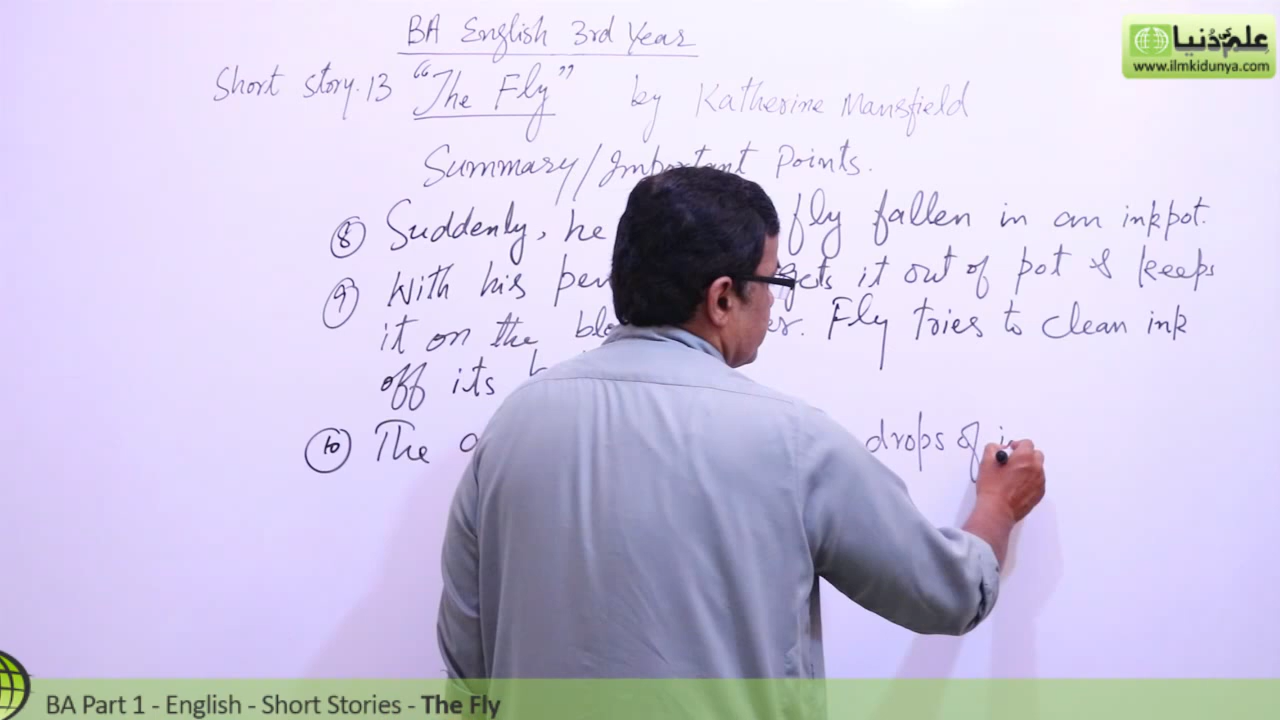 BA English 3rd Year
علم کی دُنیا
www.ilmkidunya.com
Short Story. 13 "The Fly" by Katherine Mansfield
Summary/Important Points.
8 Suddenly, he fly fallen in an inkpot.
9 With his pen gets it out of pot & keeps
it on the Fly tries to clean ink
off its
10 The drops of
BA Part 1 - English - Short Stories - The Fly